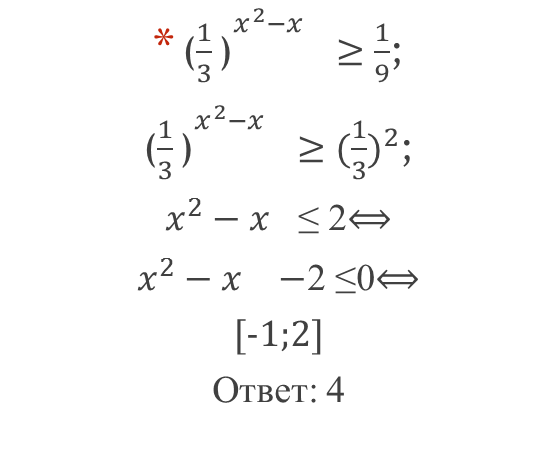 * (1/3)^(x²−x) ≥ 1/9;
(1/3)^(x²−x) ≥ (1/3)²;
x² − x ≤ 2⟺
x² − x −2 ≤0⟺
[-1;2]
Ответ: 4